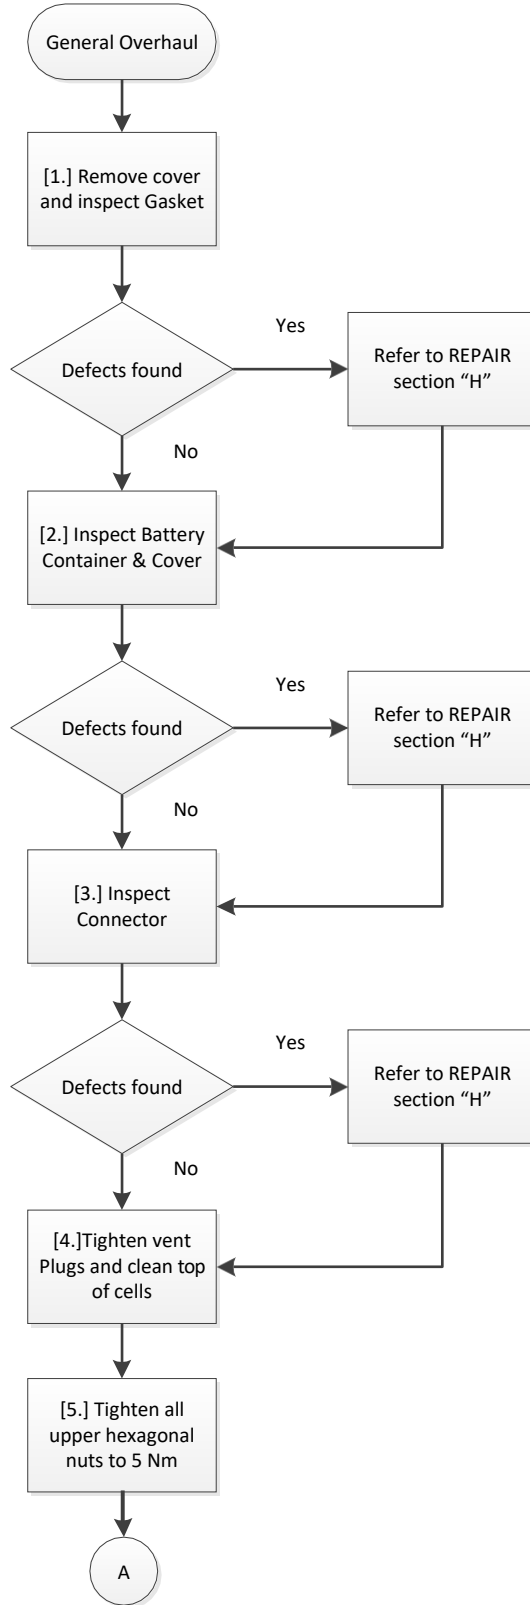 General Overhaul
[1.] Remove cover
and inspect Gasket
Defects found
Yes
Refer to REPAIR
section “H”
No
[2.] Inspect Battery
Container & Cover
Defects found
Yes
Refer to REPAIR
section “H”
No
[3.] Inspect
Connector
Defects found
Yes
Refer to REPAIR
section “H”
No
[4.]Tighten vent
Plugs and clean top
of cells
[5.] Tighten all
upper hexagonal
nuts to 5 Nm
A